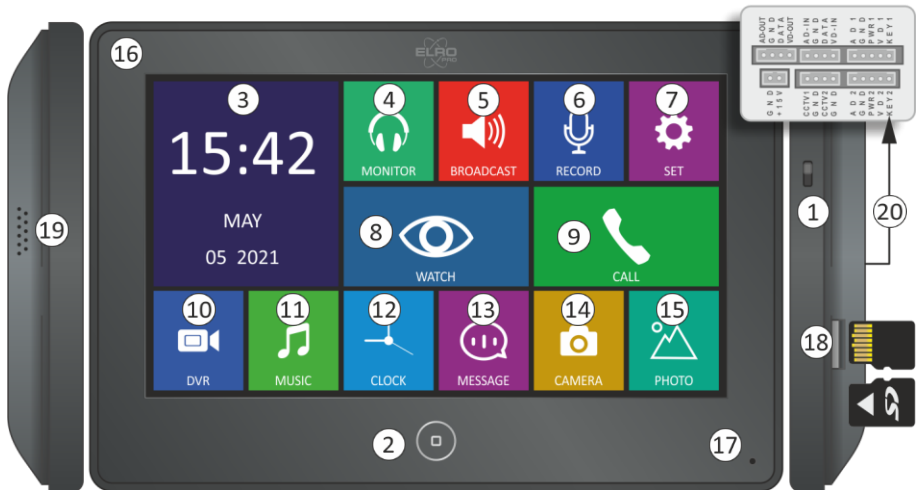 16
ELRO
PRO
3
15:42
MAY
05 2021
4
MONITOR
5
BROADCAST
6
RECORD
7
SET
8
WATCH
9
CALL
10
DVR
11
MUSIC
12
CLOCK
13
MESSAGE
14
CAMERA
15
PHOTO
2
17
19
1
20
18
AD-OUT
GND
DATA
VD-OUT
AD-IN
GND
DATA
VD-IN
AD1
GND
PWR1
VD1
KEY1
GND
+15V
CCTV1
GND
CCTV2
GND
AD2
GND
PWR2
VD2
KEY2